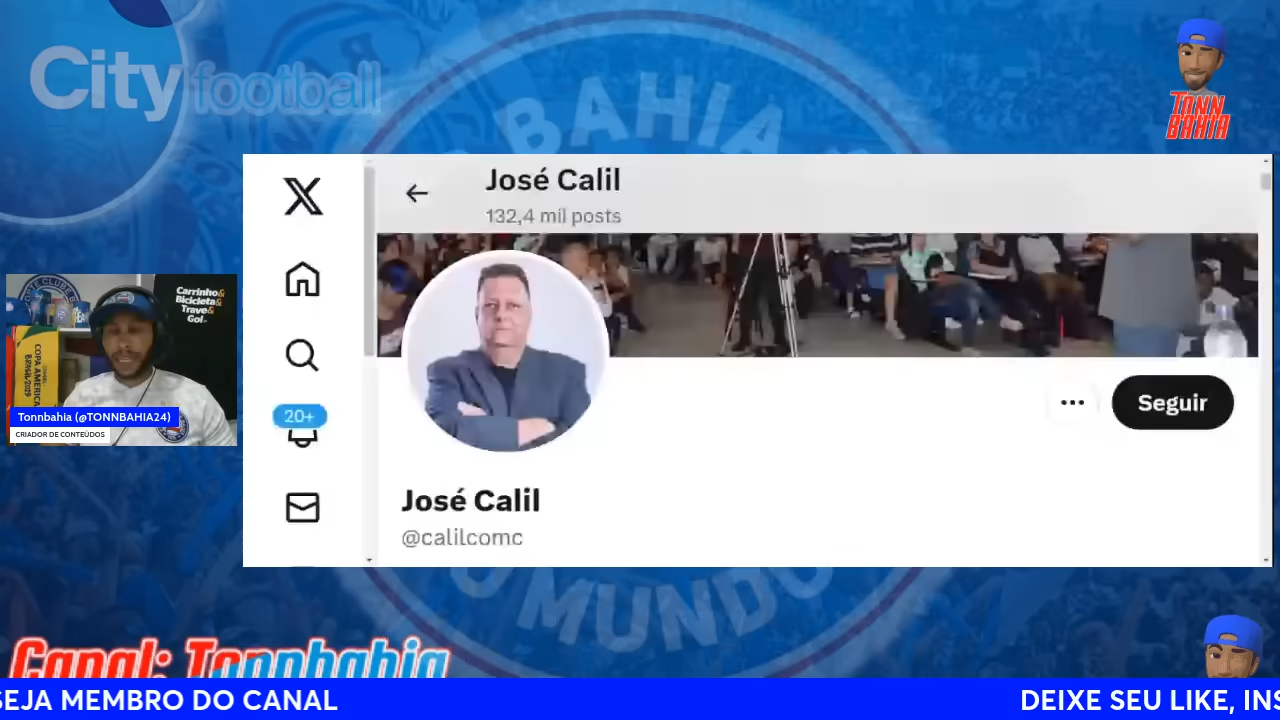 City football
TONN
BAHIA
BAHIA
José Calil
132,4 mil posts
20+
Seguir
José Calil
@calilcomc
Carrinho&
Bicicleta&
Trave&
Gol.
COPA AMERICA
BRASIL 2019
Tonnbahia (@TONNBAHIA24)
CRIADOR DE CONTEÚDOS
O MUNDO
Canal: Tonnbahia
SEJA MEMBRO DO CANAL
DEIXE SEU LIKE, INS